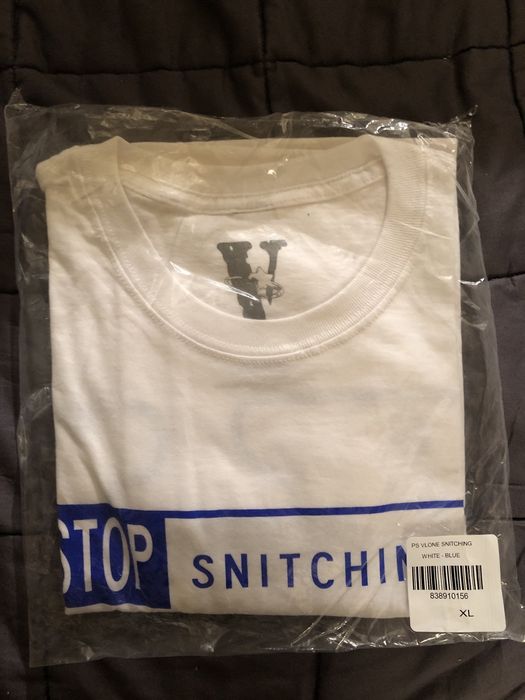 V
STOP SNITCHIN
PS VLONE SNITCHING
WHITE - BLUE
838910156
XL